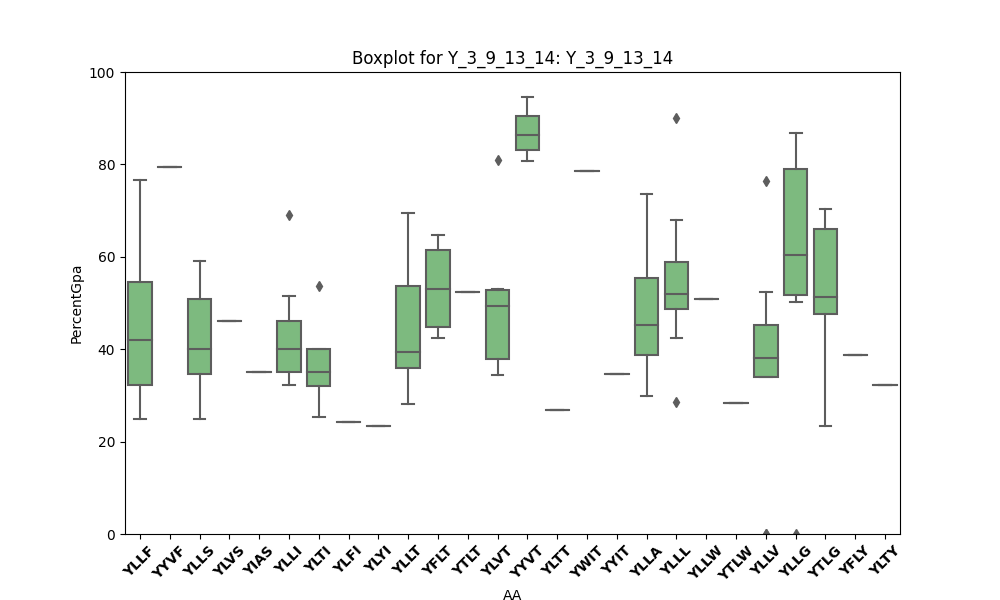 Boxplot for Y_3_9_13_14: Y_3_9_13_14
100
80
60
40
20
0
PercentGpa
YLLF YYVF YLLS YLVS YIAS YLLI YLTI YLFI YLYI YLLT YFLT YTLT YLVT YYVT YLTT YWIT YYIT YLLA YLLL YLLW YTLW YLLV YLLG YTLG YFLY YLTY
AA